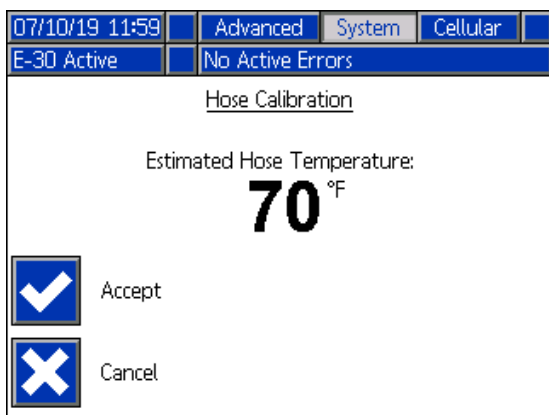 07/10/19 11:59 Advanced System Cellular
E-30 Active No Active Errors
Hose Calibration
Estimated Hose Temperature:
70 °F
Accept
Cancel